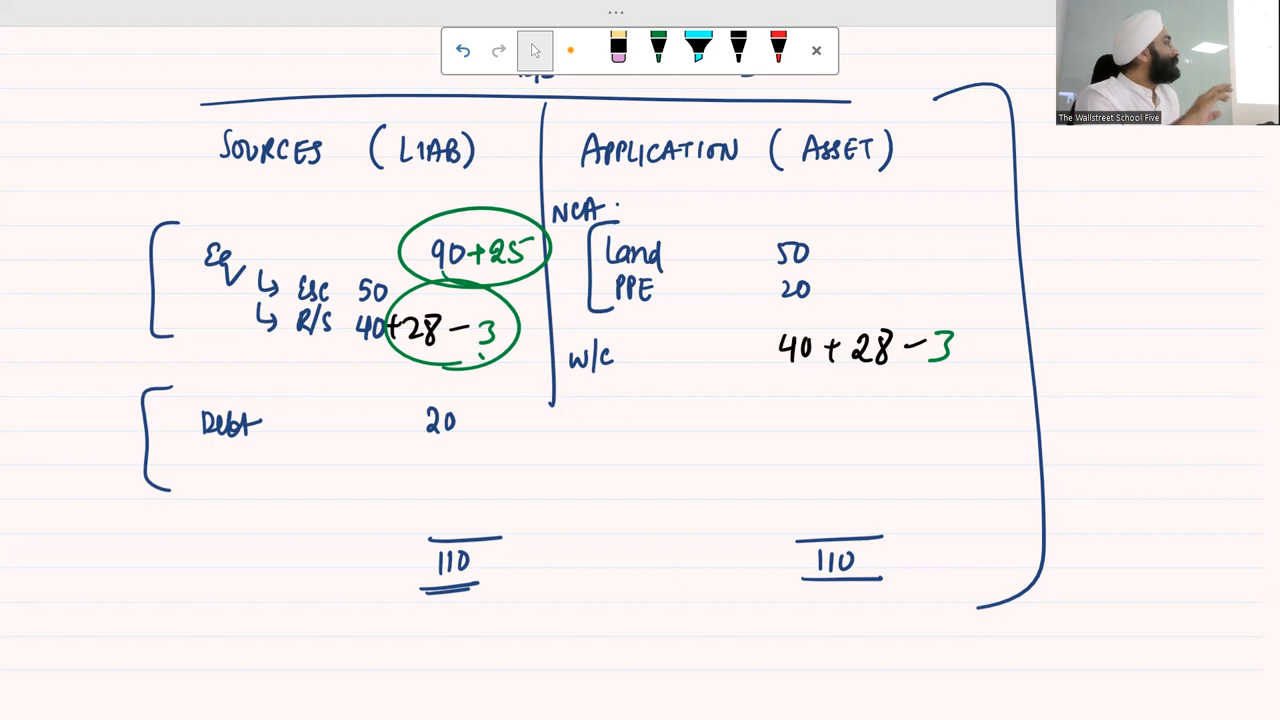 The Wallstreet School Five
SOURCES (LIAB)
APPLICATION (ASSET)
NCA.
Eq 90+25
Land 50
↳ ESC 50
PPE 20
↳ R/S 40+28-3
W/C 40+28-3
Debt 20
110
110